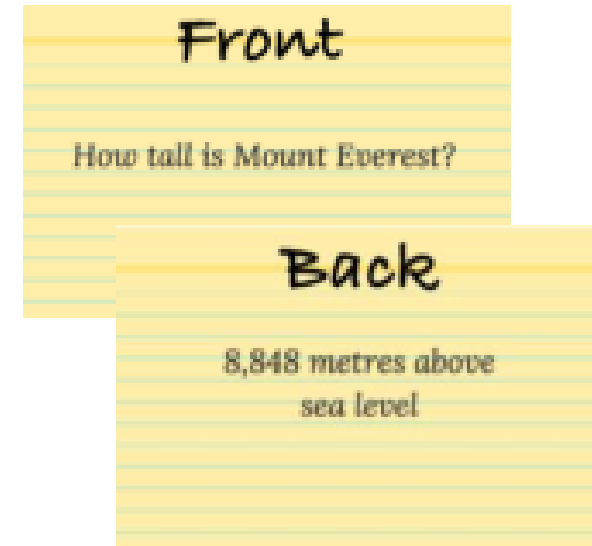 Front
How tall is Mount Everest?
Back
8,848 metres above
sea level